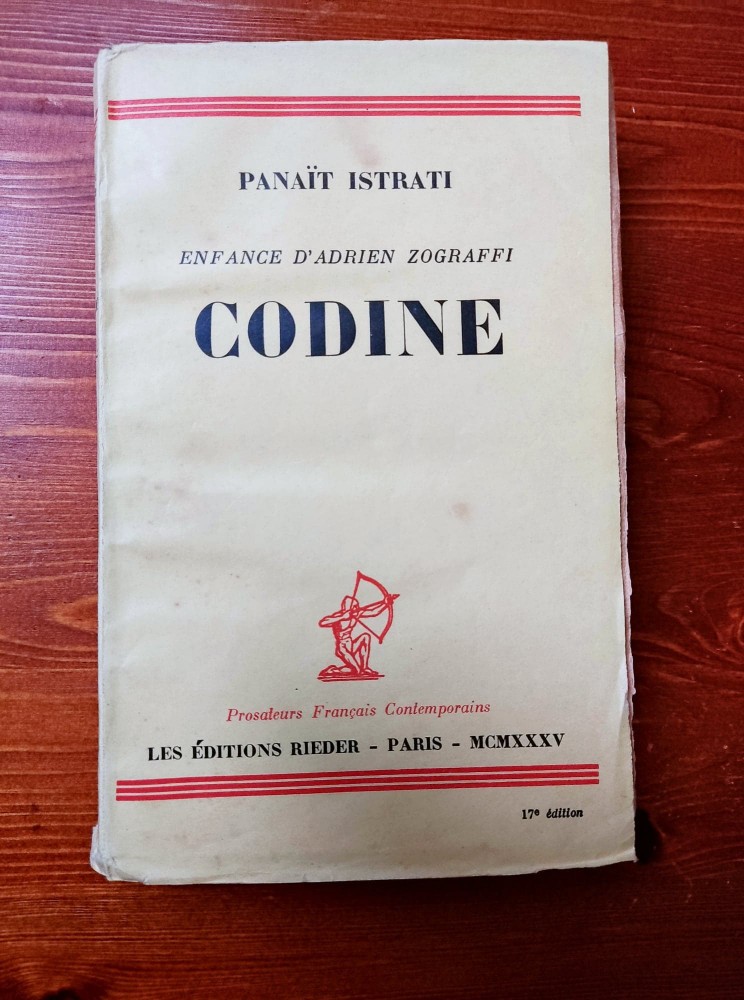 PANAÏT ISTRATI
ENFANCE D'ADRIEN ZOGRAFFI
CODINE
Prosateurs Français Contemporains
LES ÉDITIONS RIEDER – PARIS – MCMXXXV
17e édition